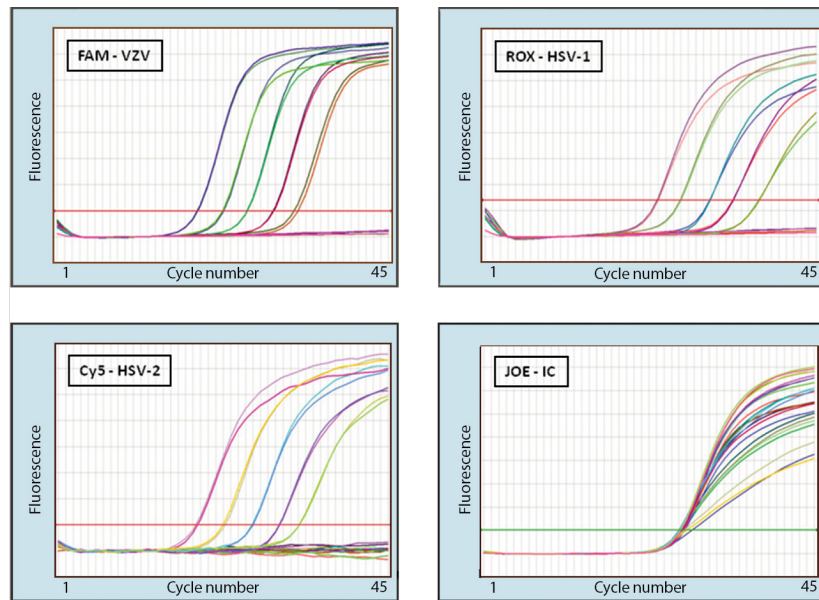 FAM - VZV
Fluorescence
1 Cycle number 45
ROX - HSV-1
Fluorescence
1 Cycle number 45
Cy5 - HSV-2
Fluorescence
1 Cycle number 45
JOE - IC
Fluorescence
1 Cycle number 45